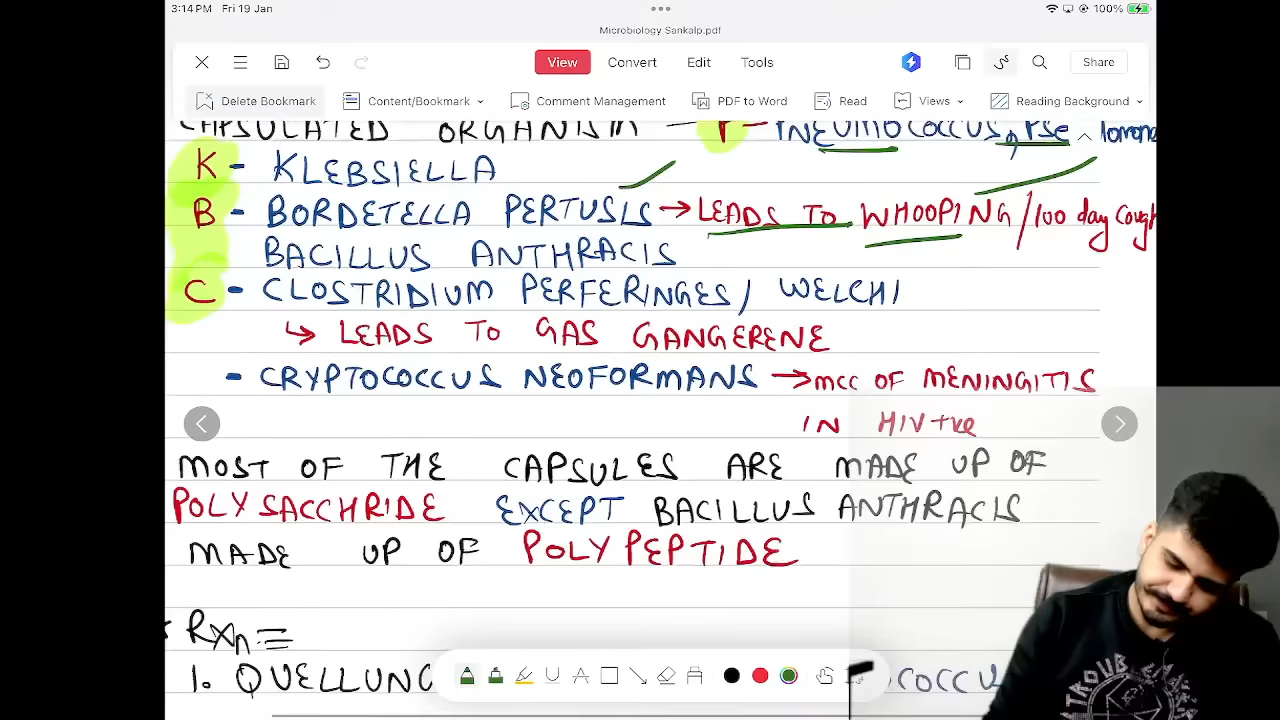 3:14 PM Fri 19 Jan
100%
Microbiology Sankalp.pdf
View Convert Edit Tools Share
Delete Bookmark Content/Bookmark Comment Management PDF to Word Read Views Reading Background
CAPSULATED ORGANISM — P — PNEUMOCOCCUS, PSE
K - KLEBSIELLA
B - BORDETELLA PERTUSIS → LEADS TO WHOOPING/100 day Cough
BACILLUS ANTHRACIS
C - CLOSTRIDIUM PERFERINGES/ WELCHI
↳ LEADS TO GAS GANGERENE
- CRYPTOCOCCUS NEOFORMANS → MCC OF MENINGITIS
IN HIV+ve
MOST OF THE CAPSULES ARE MADE UP OF
POLYSACCHRIDE EXCEPT BACILLUS ANTHRACIS
MADE UP OF POLYPEPTIDE
Rxn =
1. QUELLUNG
TROUBLE